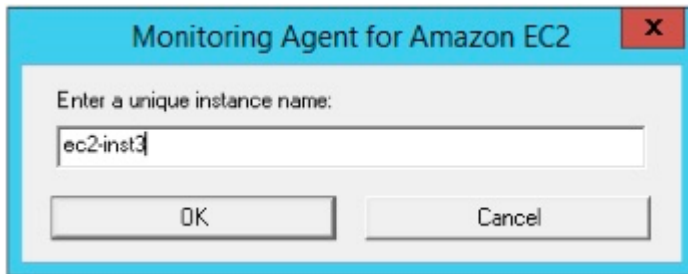 Monitoring Agent for Amazon EC2
x
Enter a unique instance name:
ec2-inst3
OK
Cancel